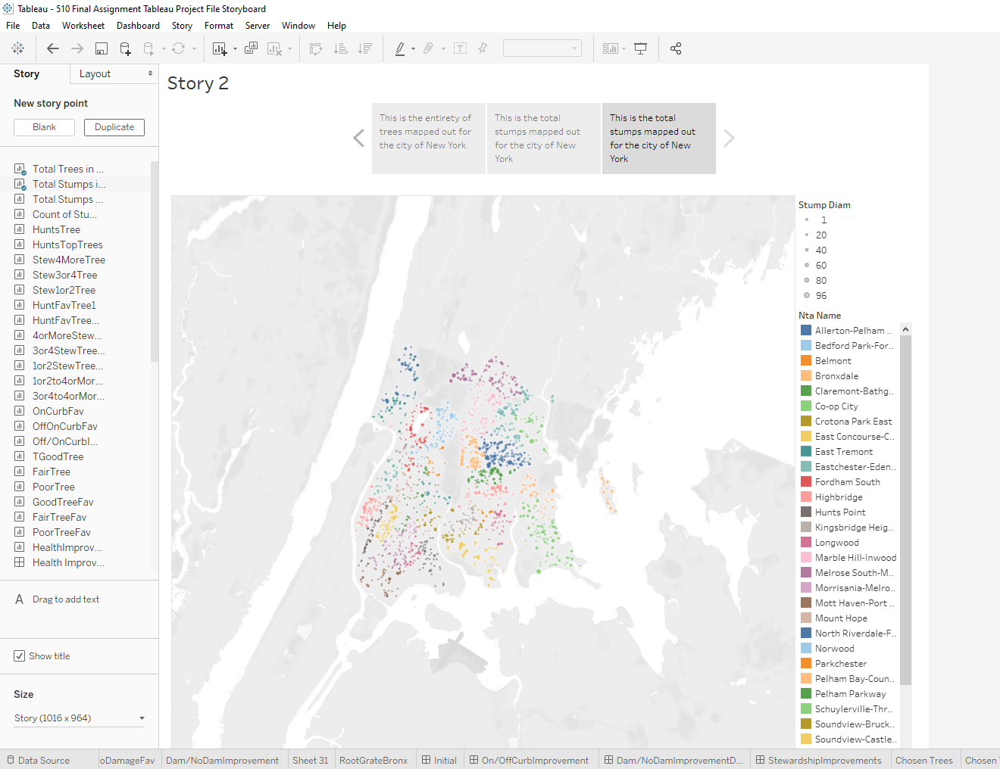 Tableau - 510 Final Assignment Tableau Project File Storyboard
File Data Worksheet Dashboard Story Format Server Window Help
Story Layout
New story point
Blank Duplicate
Total Trees in ...
Total Stumps i...
Total Stumps ...
Count of Stu...
HuntsTree
HuntsTopTrees
Stew4MoreTree
Stew3or4Tree
Stew1or2Tree
HuntFavTree1
HuntFavTree...
4orMoreStew...
3or4StewTree...
1or2StewTree...
1or2to4orMor...
3or4to4orMor...
OnCurbFav
OffOnCurbFav
Off/OnCurbI...
TGoodTree
FairTree
PoorTree
GoodTreeFav
FairTreeFav
PoorTreeFav
HealthImprov...
Health Improv...
A Drag to add text
Show title
Size
Story (1016 x 964)
Story 2
This is the entirety of
trees mapped out for
the city of New York
This is the total
stumps mapped out
for the city of New
York
This is the total
stumps mapped out
for the city of New
York
Stump Diam
1
20
40
60
80
96
Nta Name
Allerton-Pelham ..
Bedford Park-For..
Belmont
Bronxdale
Claremont-Bathg..
Co-op City
Crotona Park East
East Concourse-C..
East Tremont
Eastchester-Eden..
Fordham South
Highbridge
Hunts Point
Kingsbridge Heig..
Longwood
Marble Hill-Inwood
Melrose South-M..
Morrisania-Melro..
Mott Haven-Port ..
Mount Hope
North Riverdale-F..
Norwood
Parkchester
Pelham Bay-Coun..
Pelham Parkway
Schuylerville-Thr..
Soundview-Bruck..
Soundview-Castle..
Data Source oDamageFav Dam/NoDamImprovement Sheet 31 RootGrateBronx Initial On/OffCurbImprovement Dam/NoDamImprovementD... StewardshipImprovements Chosen Trees Chosen